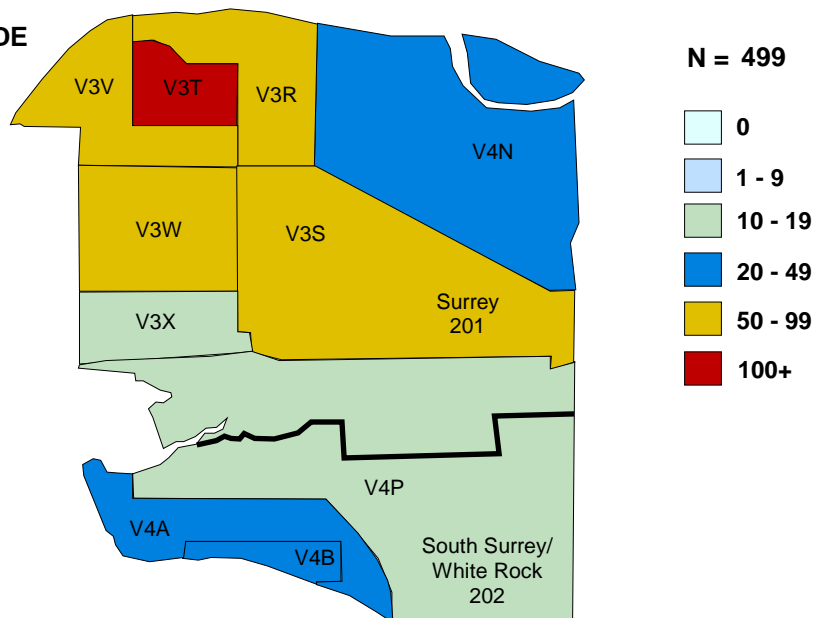 DE
N = 499
V3V
V3T
V3R
V4N
V3W
V3S
V3X
Surrey
201
V4P
V4A
V4B
South Surrey/
White Rock
202
0
1 - 9
10 - 19
20 - 49
50 - 99
100+